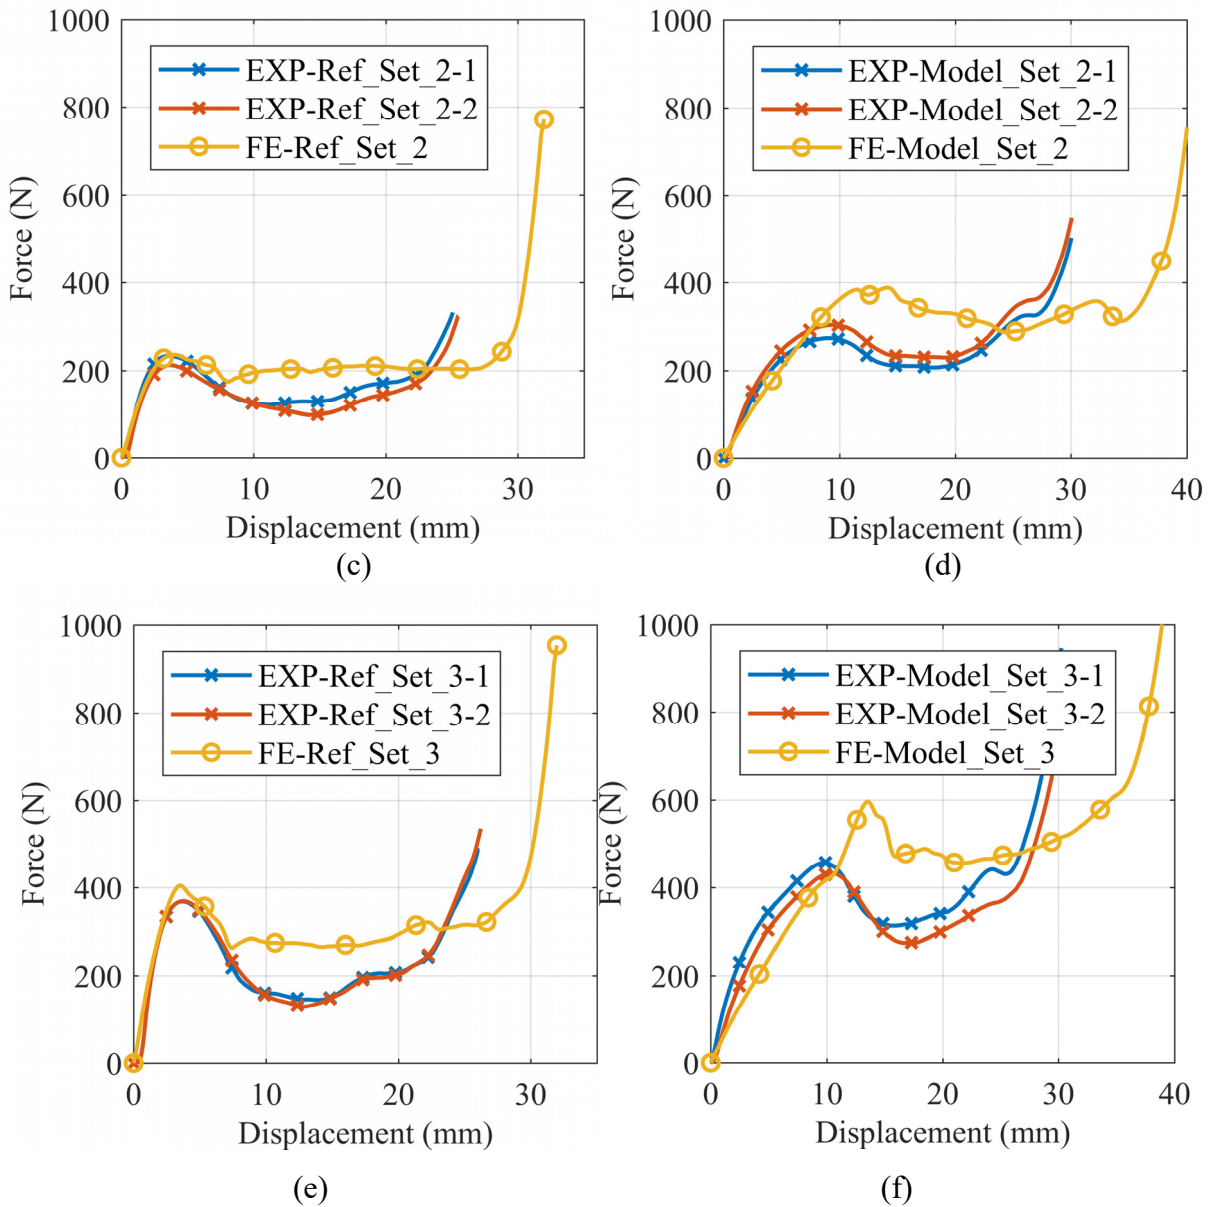 1000
800
600
400
200
0
Force (N)
EXP-Ref_Set_2-1
EXP-Ref_Set_2-2
FE-Ref_Set_2
0 10 20 30
Displacement (mm)
(c)
1000
800
600
400
200
0
Force (N)
EXP-Model_Set_2-1
EXP-Model_Set_2-2
FE-Model_Set_2
0 10 20 30 40
Displacement (mm)
(d)
1000
800
600
400
200
0
Force (N)
EXP-Ref_Set_3-1
EXP-Ref_Set_3-2
FE-Ref_Set_3
0 10 20 30
Displacement (mm)
(e)
1000
800
600
400
200
0
Force (N)
EXP-Model_Set_3-1
EXP-Model_Set_3-2
FE-Model_Set_3
0 10 20 30 40
Displacement (mm)
(f)